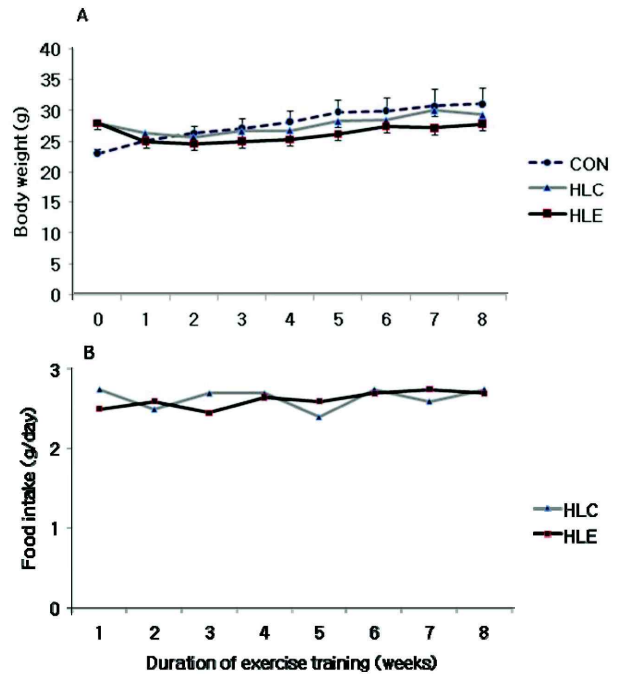 A
40
35
30
25
20
15
10
5
0
Body weight (g)
0 1 2 3 4 5 6 7 8
CON
HLC
HLE
B
3
2
1
0
Food intake (g/day)
1 2 3 4 5 6 7 8
HLC
HLE
Duration of exercise training (weeks)